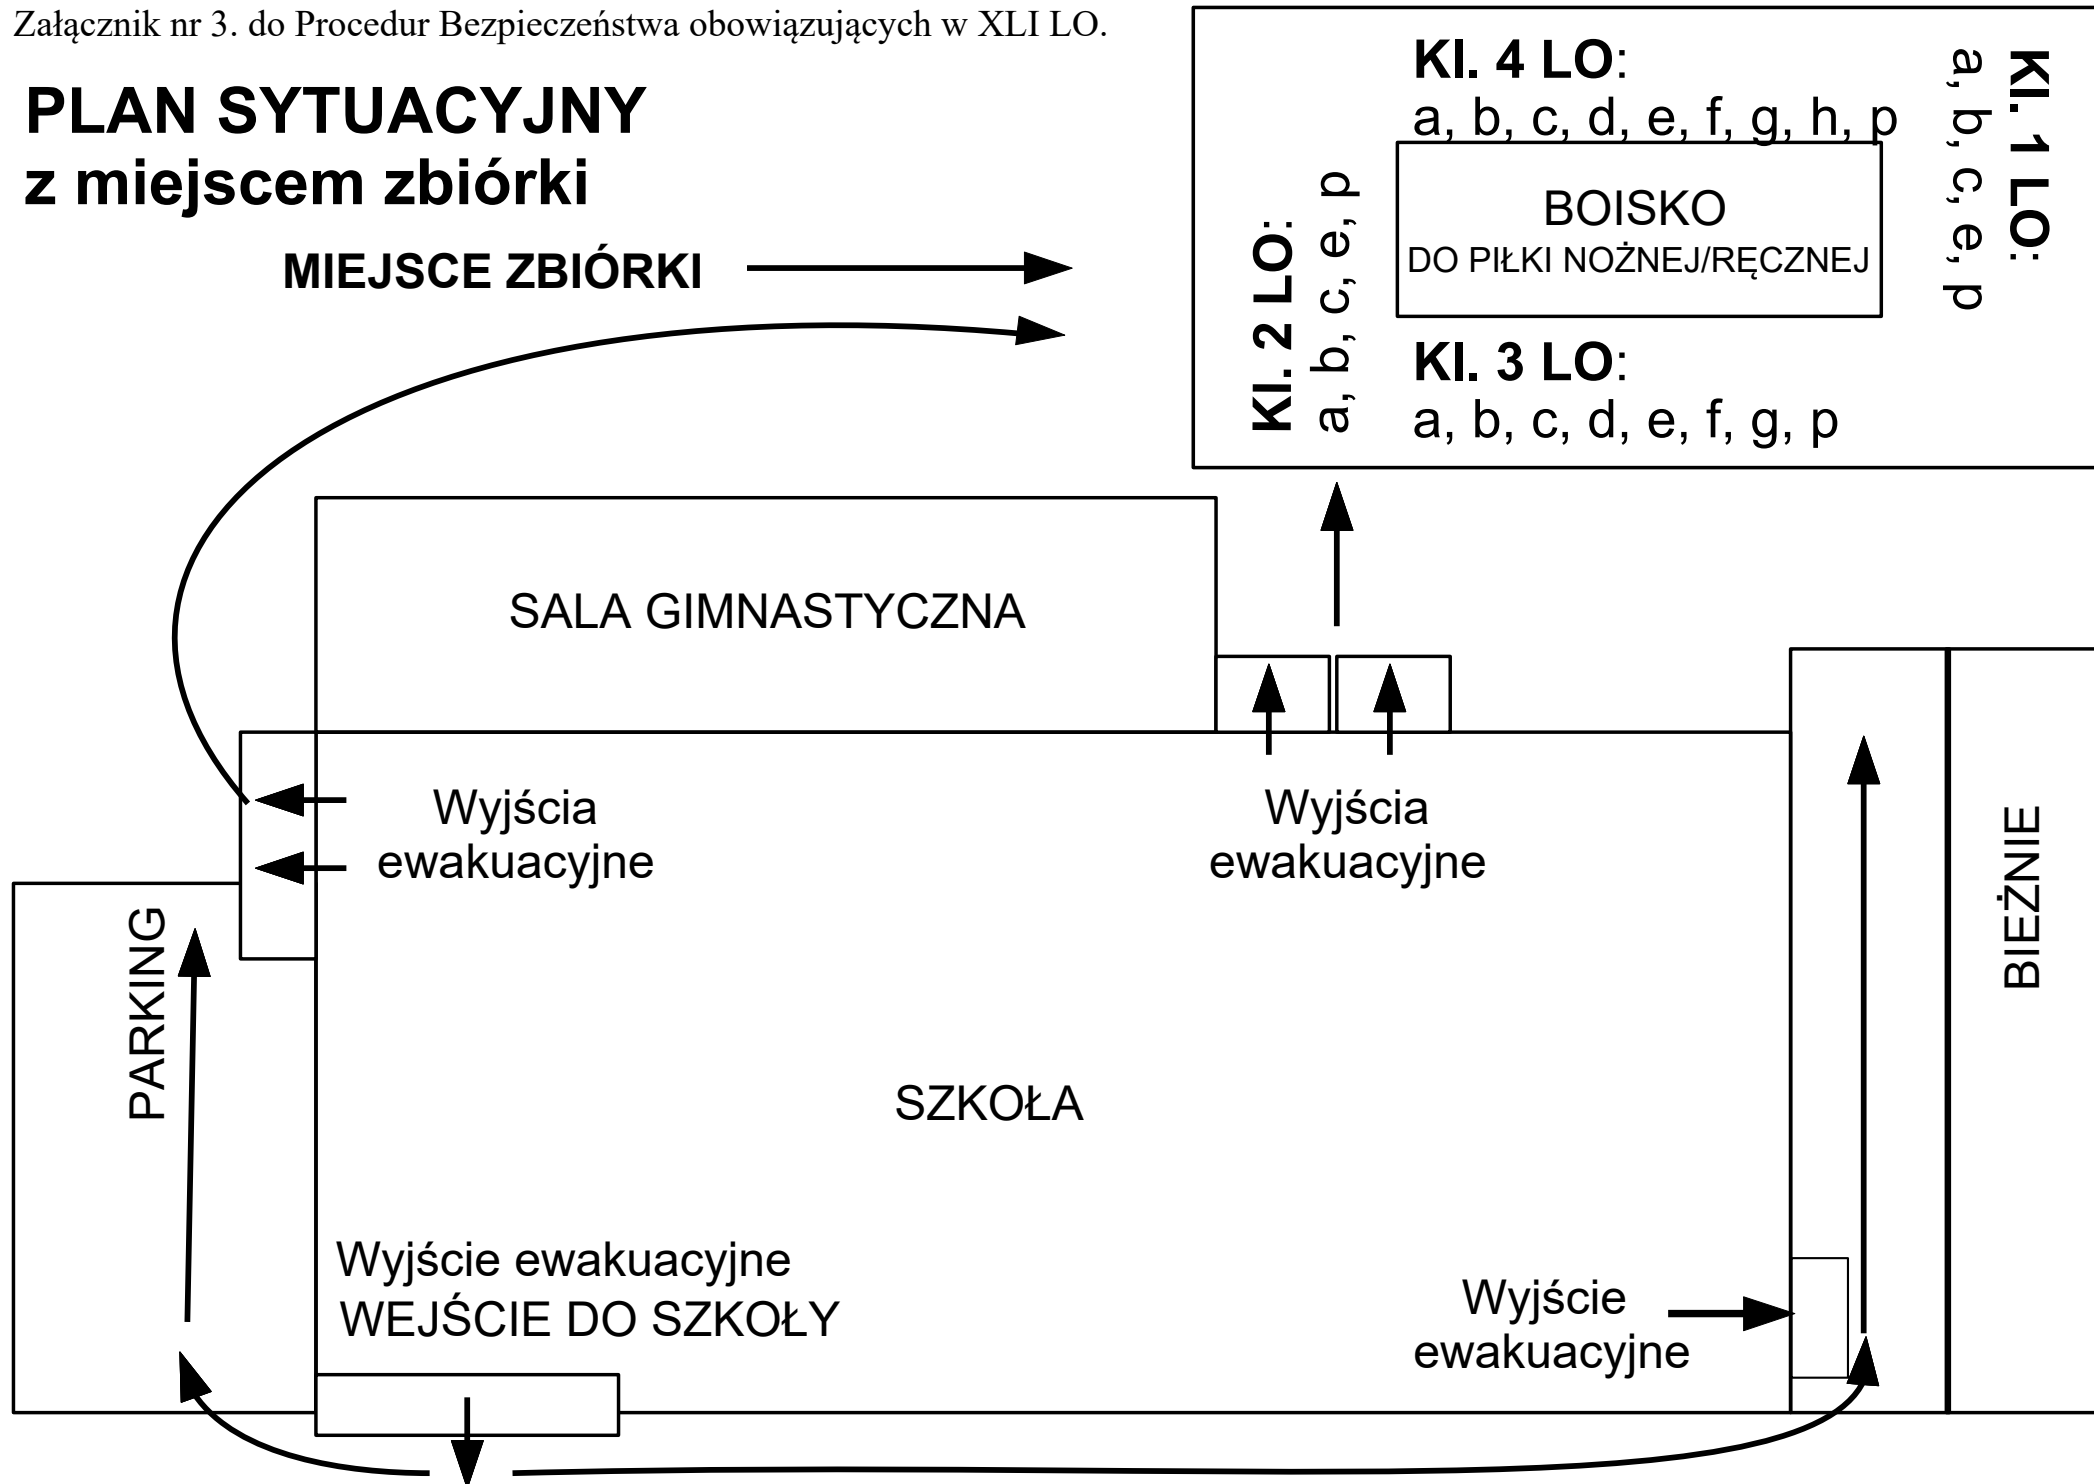 Załącznik nr 3. do Procedur Bezpieczeństwa obowiązujących w XLI LO.
PLAN SYTUACYJNY
z miejscem zbiórki
MIEJSCE ZBIÓRKI
Kl. 4 LO:
a, b, c, d, e, f, g, h, p
Kl. 1 LO:
a, b, c, e, p
BOISKO
DO PIŁKI NOŻNEJ/RĘCZNEJ
Kl. 2 LO:
a, b, c, e, p
Kl. 3 LO:
a, b, c, d, e, f, g, p
SALA GIMNASTYCZNA
Wyjścia
ewakuacyjne
Wyjścia
ewakuacyjne
PARKING
BIEŻNIE
SZKOŁA
Wyjście ewakuacyjne
WEJŚCIE DO SZKOŁY
Wyjście
ewakuacyjne